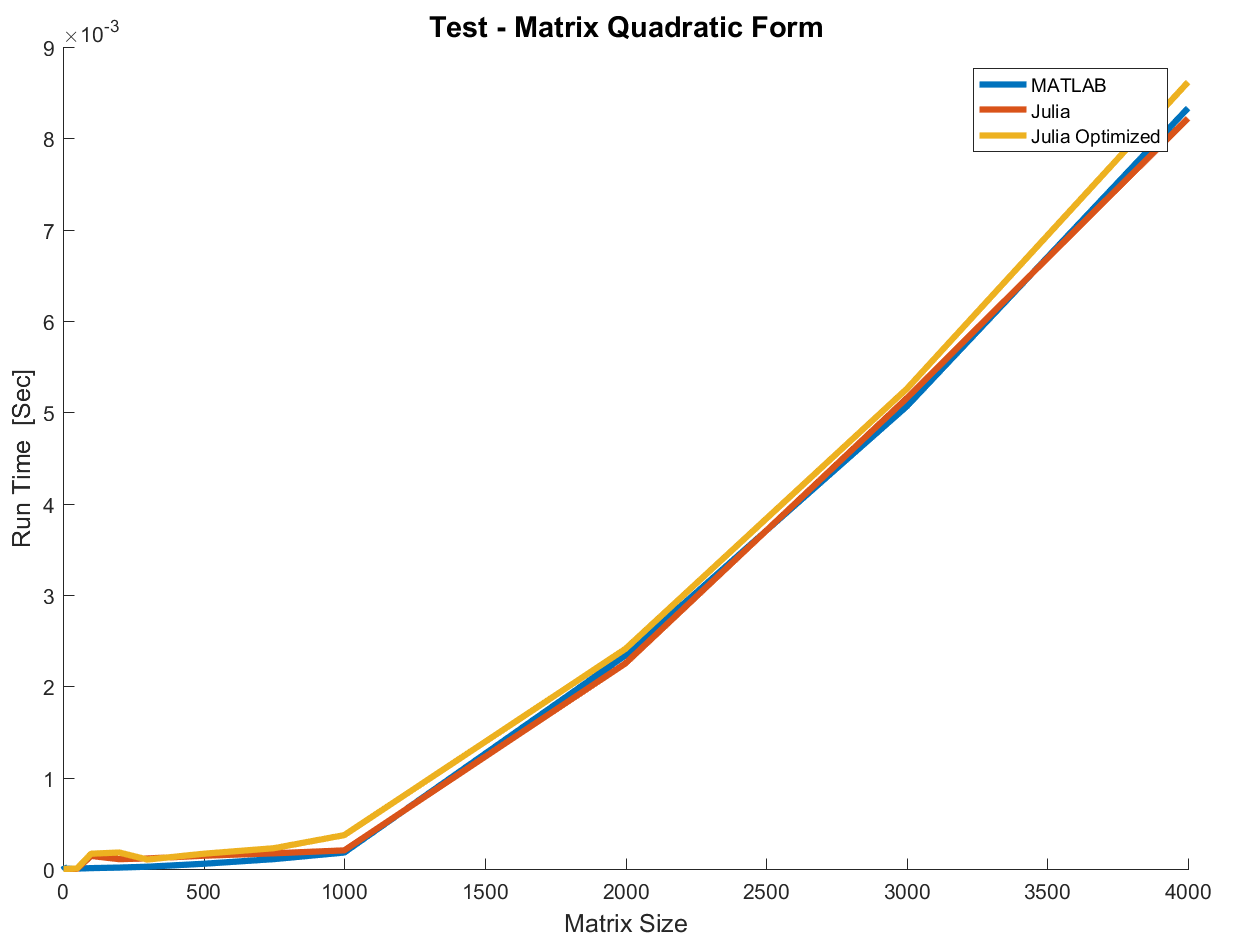 Test - Matrix Quadratic Form
×10-3
9
8
7
6
5
4
3
2
1
0
Run Time [Sec]
MATLAB
Julia
Julia Optimized
0 500 1000 1500 2000 2500 3000 3500 4000
Matrix Size